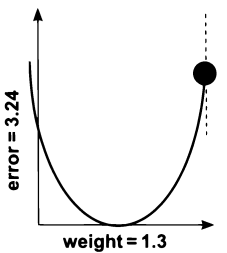 error = 3.24
weight = 1.3